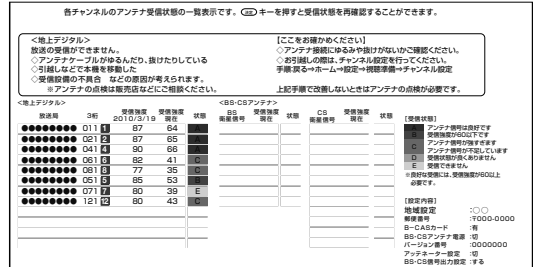 各チャンネルのアンテナ受信状態の一覧表示です。 キーを押すと受信状態を再確認することができます。
<地上デジタル>
放送の受信ができません。
◇アンテナケーブルがゆるんだり、抜けたりしている
◇引越しなどで本機を移動した
◇受信設備の不具合 などの原因が考えられます。
※アンテナの点検は販売店などにご相談ください。
【ここをお確かめください】
◇アンテナ接続にゆるみや抜けがないかご確認ください。
◇お引越しの際は、チャンネル設定を行ってください。
手順:戻る→ホーム→設定→視聴準備→チャンネル設定
上記手順で改善しないときはアンテナの点検が必要です。
<地上デジタル>
放送局 3桁 受信強度 2010/3/19 受信強度 現在 状態
●●●●●●●● 011 1 87 64 A
●●●●●●●● 021 2 87 65 A
●●●●●●●● 041 4 90 66 A
●●●●●●●● 061 6 82 41 C
●●●●●●●● 081 8 77 35 C
●●●●●●●● 051 5 85 53 B
●●●●●●●● 071 7 80 39 E
●●●●●●●● 121 12 80 43 C
<BS・CSアンテナ>
BS 衛星信号 受信強度 現在 状態
CS 衛星信号 受信強度 現在 状態
[受信状態]
A アンテナ信号は良好です
B 受信強度が60以下です
C アンテナ信号が強すぎます
アンテナ信号が不足しています
D 受信状態が良くありません
E 受信できません
※良好な受信には、受信強度が60以上
必要です。
[設定内容]
地域設定 :○○
郵便番号 :〒000-0000
B-CASカード :有
BS・CSアンテナ電源 :切
バージョン番号 :0000000
アッテネーター設定 :切
BS・CS信号出力設定 :する